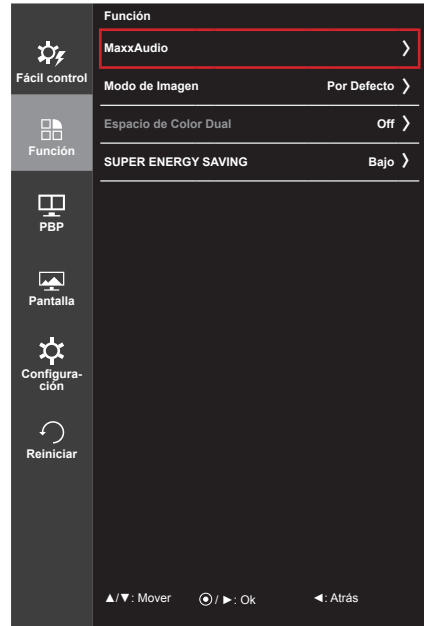 Función
MaxxAudio
Fácil control
Modo de Imagen Por Defecto
Espacio de Color Dual Off
Función
SUPER ENERGY SAVING Bajo
PBP
Pantalla
Configura-
ción
Reiniciar
▲/▼: Mover ⦿/ ►: Ok ◄: Atrás